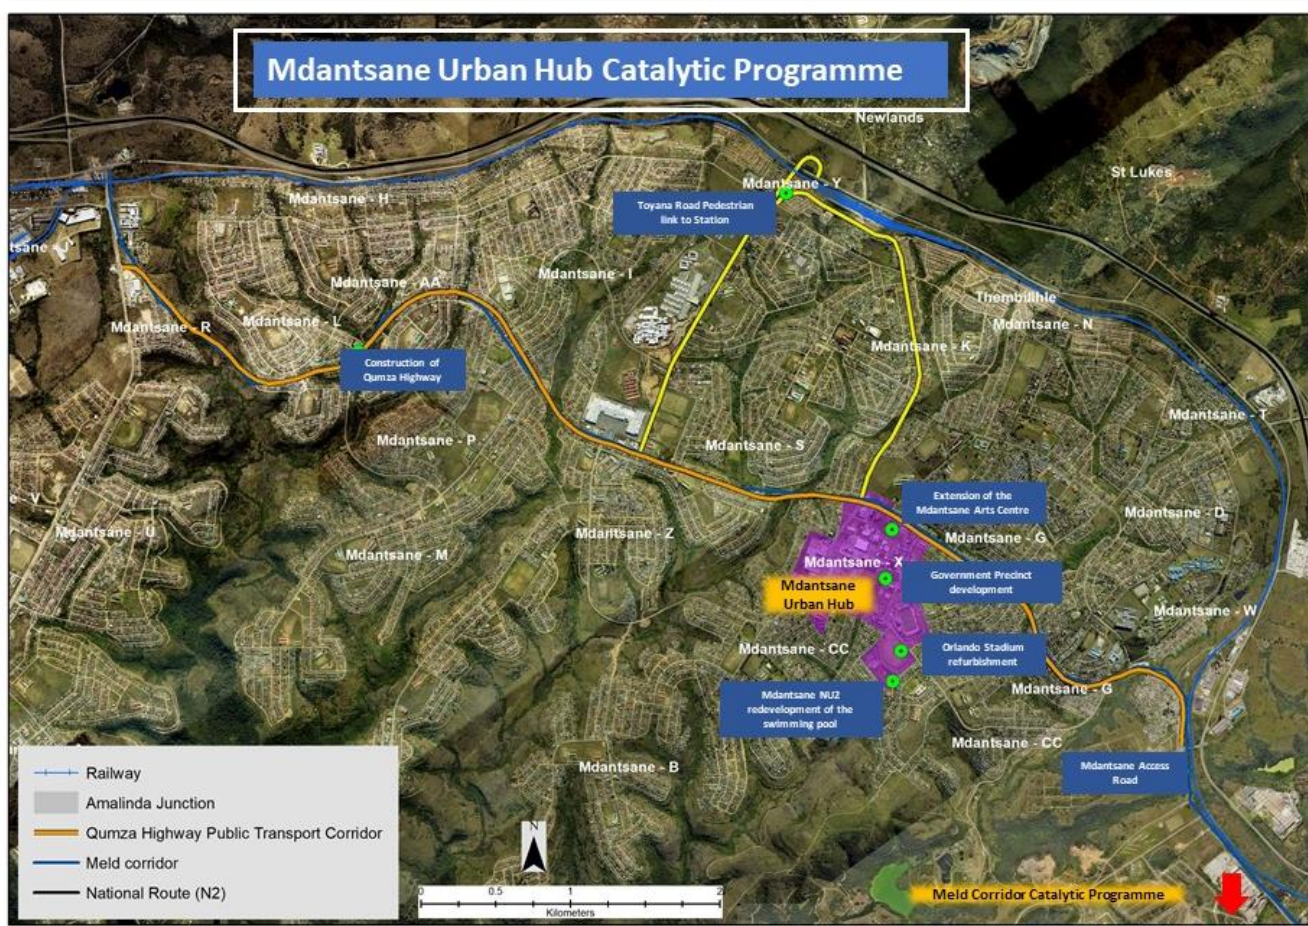 Mdantsane Urban Hub Catalytic Programme
Newlands
St Lukes
Mdantsane - Y
Mdantsane - H
Toyana Road Pedestrian
link to Station
tsane - J
Mdantsane - I
Mdantsane - AA
Thembilihle
Mdantsane - R
Mdantsane - L
Mdantsane - N
Mdantsane - K
Construction of
Qumza Highway
Mdantsane - T
Mdantsane - P
Mdantsane - S
e - V
Extension of the
Mdantsane Arts Centre
Mdantsane - D
Mdantsane - U
Mdantsane - Z
Mdantsane - G
Mdantsane - M
Mdantsane - X
Government Precinct
development
Mdantsane
Urban Hub
Mdantsane - W
Mdantsane - CC
Orlando Stadium
refurbishment
Mdantsane - G
Mdantsane NU2
redevelopment of the
swimming pool
Mdantsane - CC
Mdantsane - B
Mdantsane Access
Road
Railway
Amalinda Junction
Qumza Highway Public Transport Corridor
Meld corridor
National Route (N2)
N
0 0.5 1 2
Kilometers
Meld Corridor Catalytic Programme